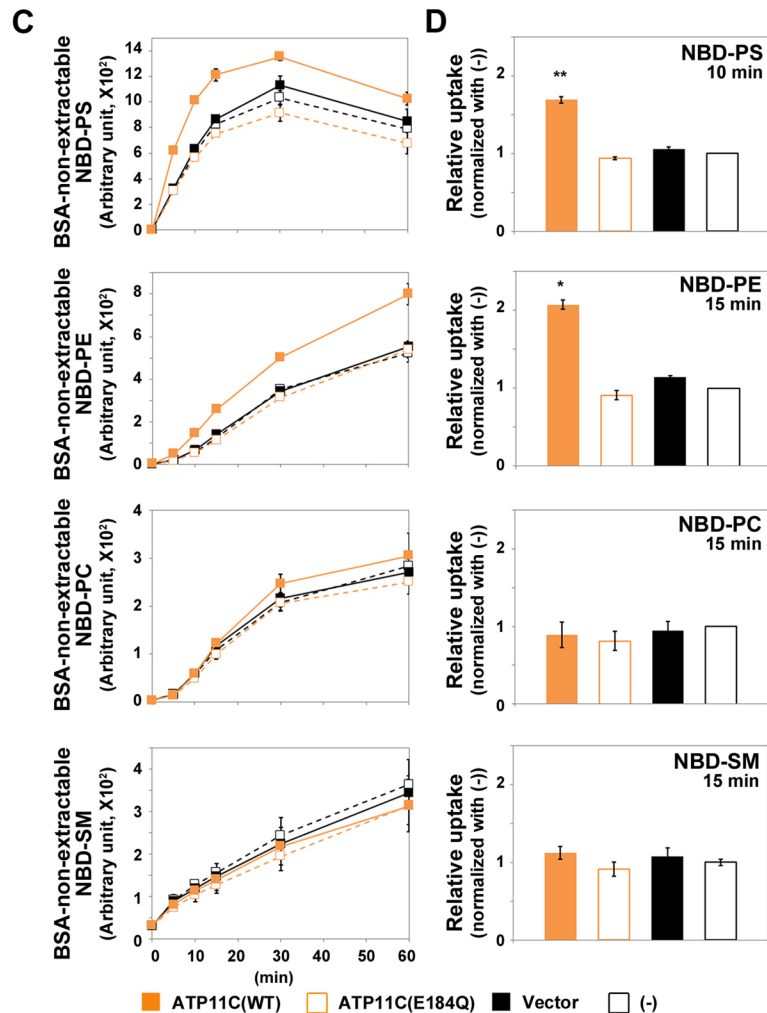 C
BSA-non-extractable
NBD-PS
(Arbitrary unit, X10²)
14
12
10
8
6
4
2
0
BSA-non-extractable
NBD-PE
(Arbitrary unit, X10²)
8
6
4
2
0
BSA-non-extractable
NBD-PC
(Arbitrary unit, X10²)
4
3
2
1
0
BSA-non-extractable
NBD-SM
(Arbitrary unit, X10²)
4
3
2
1
0
0 10 20 30 40 50 60
(min)
D
NBD-PS
10 min
Relative uptake
(normalized with (-))
2
1
0
**
NBD-PE
15 min
Relative uptake
(normalized with (-))
2
1
0
*
NBD-PC
15 min
Relative uptake
(normalized with (-))
2
1
0
NBD-SM
15 min
Relative uptake
(normalized with (-))
2
1
0
ATP11C(WT) ATP11C(E184Q) Vector (-)